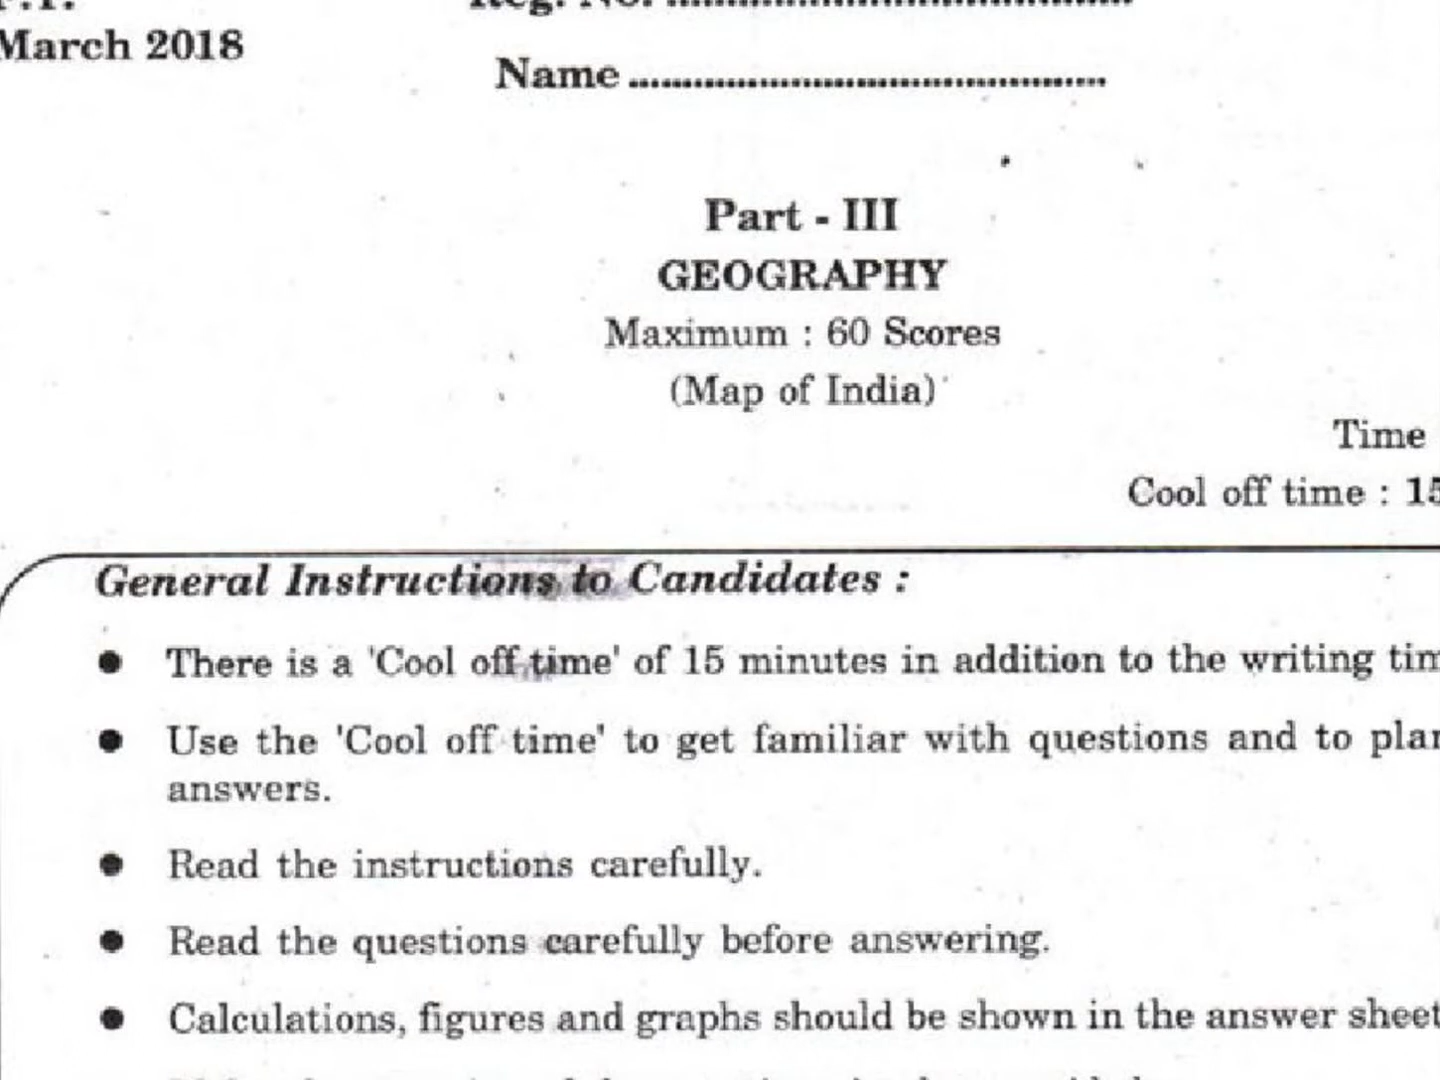 Reg. No. ................................................
March 2018
Name ................................................
Part - III
GEOGRAPHY
Maximum : 60 Scores
(Map of India)
Time
Cool off time : 15
General Instructions to Candidates :
● There is a 'Cool off time' of 15 minutes in addition to the writing tim
● Use the 'Cool off time' to get familiar with questions and to plan
answers.
● Read the instructions carefully.
● Read the questions carefully before answering.
● Calculations, figures and graphs should be shown in the answer sheet